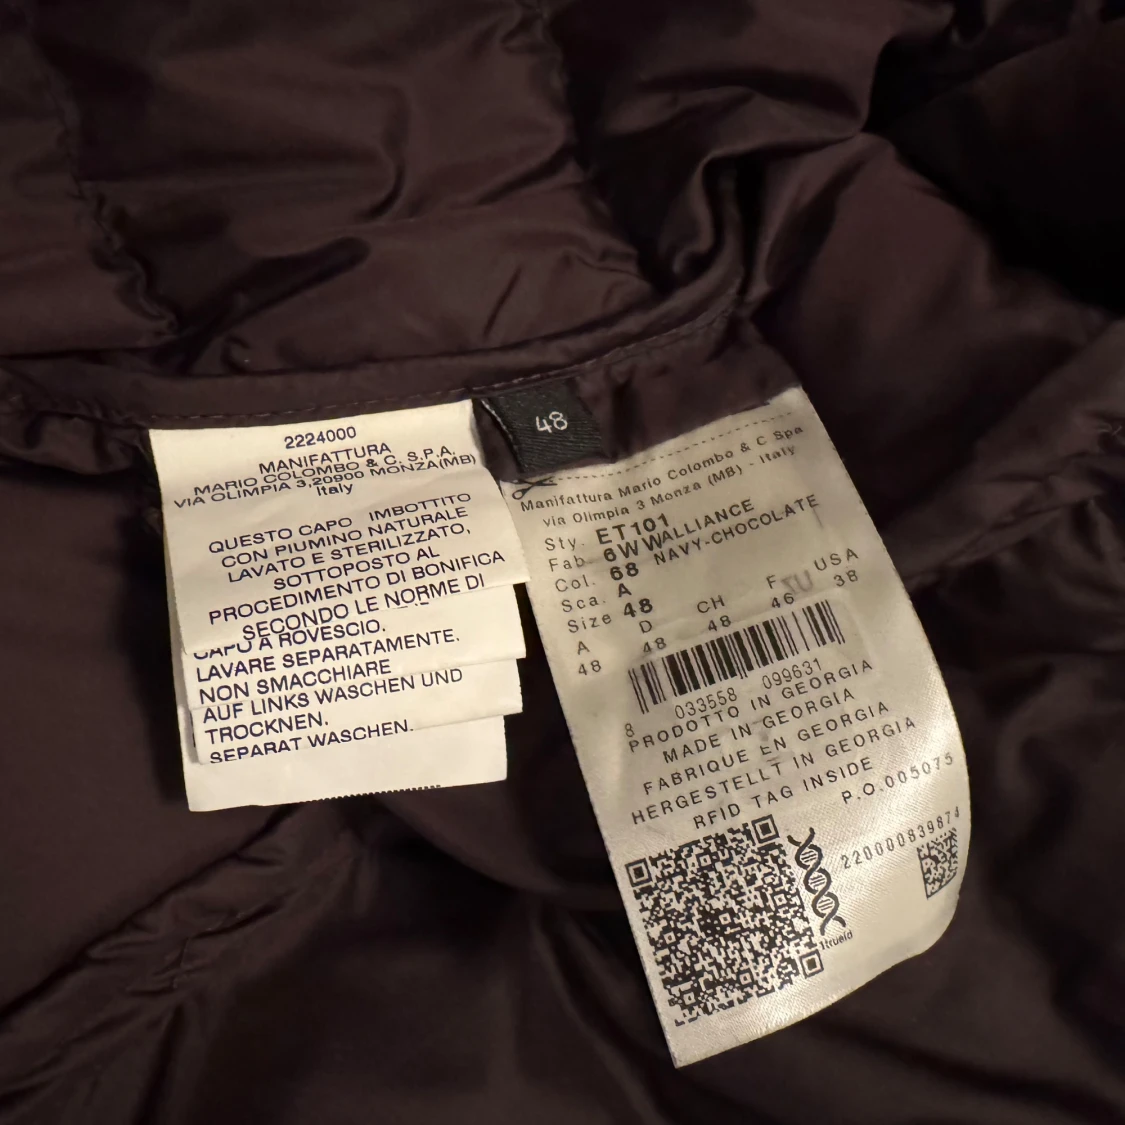 2224000
MANIFATTURA
MARIO COLOMBO & C. S.P.A.
VIA OLIMPIA 3,20900 MONZA(MB)
Italy
QUESTO CAPO IMBOTTITO
CON PIUMINO NATURALE
LAVATO E STERILIZZATO,
SOTTOPOSTO AL
PROCEDIMENTO DI BONIFICA
SECONDO LE NORME DI
CAPO A ROVESCIO.
LAVARE SEPARATAMENTE.
NON SMACCHIARE
AUF LINKS WASCHEN UND
TROCKNEN.
SEPARAT WASCHEN.
48
Manifattura Mario Colombo & C Spa
via Olimpia 3 Monza (MB) - Italy
Sty. ET101
Fab. 6WWWALLIANCE
Col. 68 NAVY-CHOCOLATE
Sca. A
Size 48
A D CH F USA
48 48 48 46 38
8 033558 099631
PRODOTTO IN GEORGIA
MADE IN GEORGIA
FABRIQUE EN GEORGIA
HERGESTELLT IN GEORGIA
RFID TAG INSIDE
P.O.005075
220000839874
1trueid